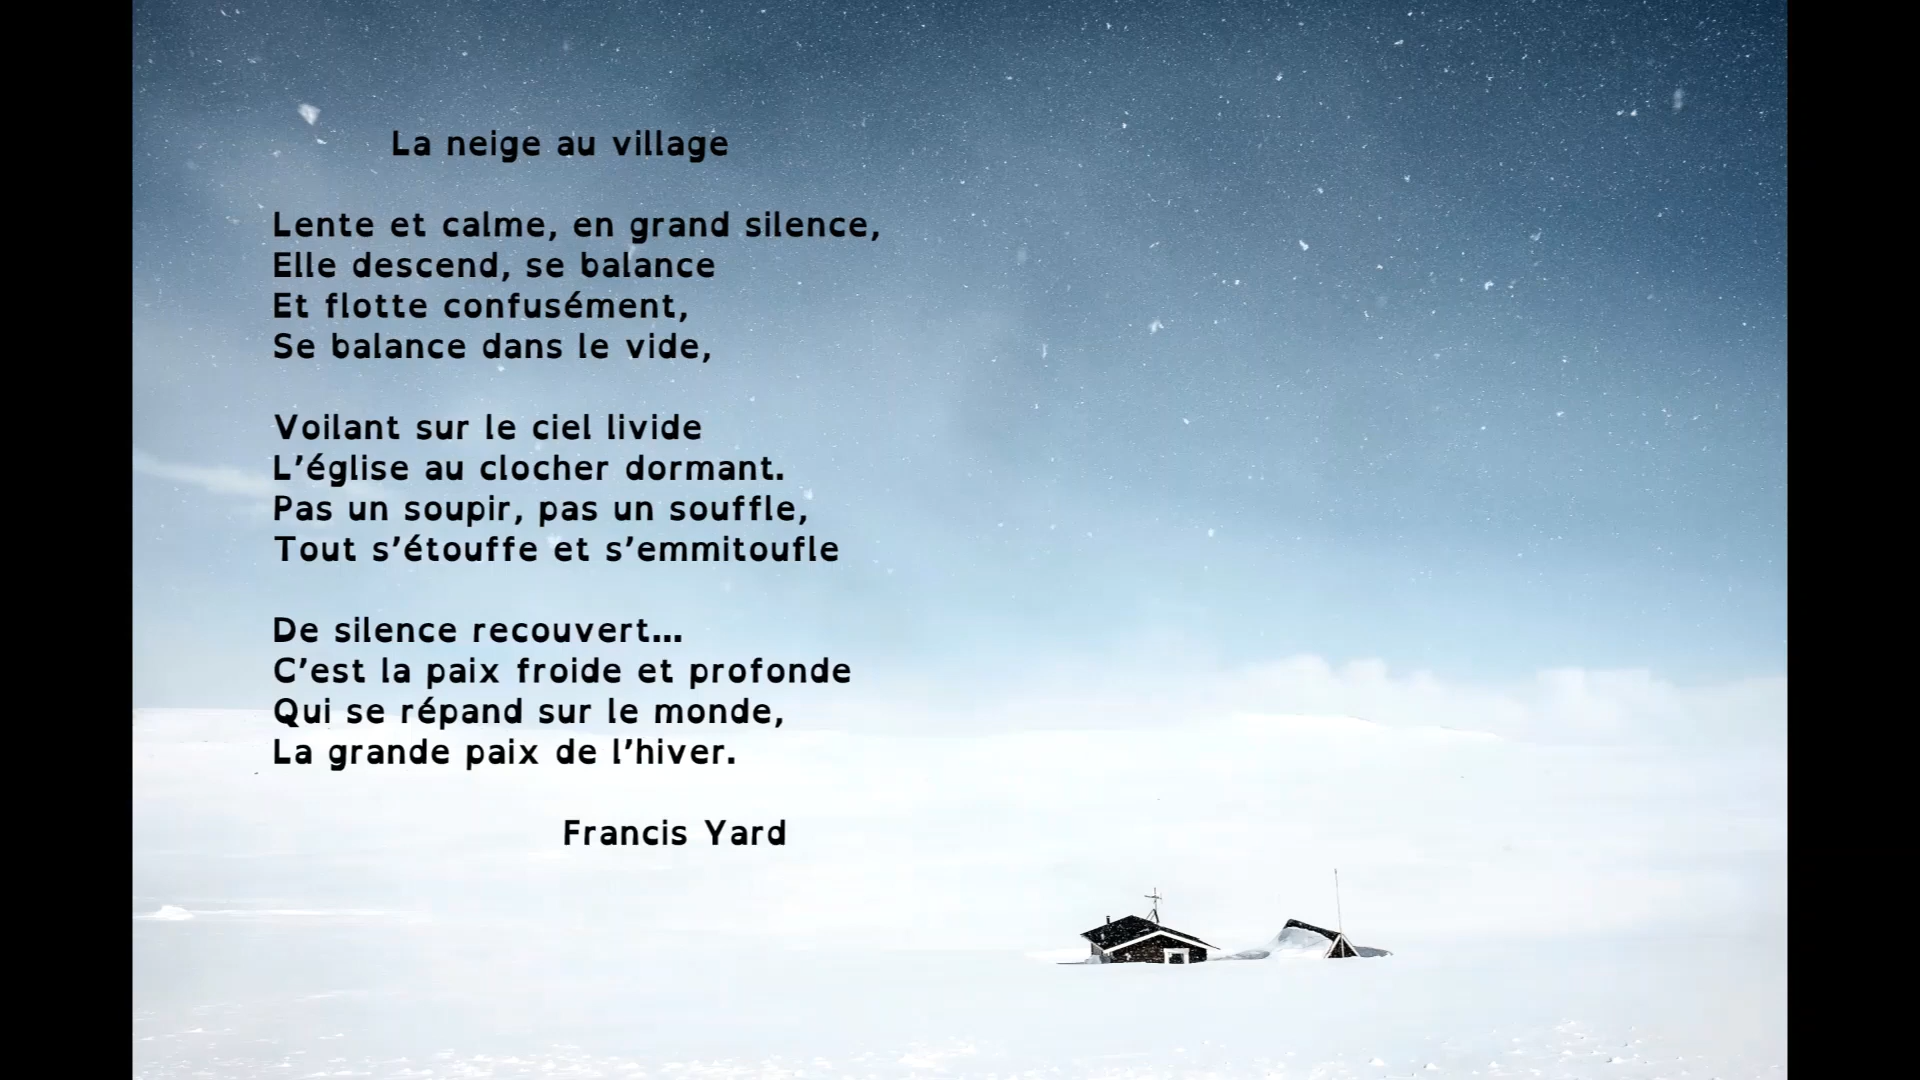 La neige au village
Lente et calme, en grand silence,
Elle descend, se balance
Et flotte confusément,
Se balance dans le vide,
Voilant sur le ciel livide
L’église au clocher dormant.
Pas un soupir, pas un souffle,
Tout s’étouffe et s’emmitoufle
De silence recouvert...
C’est la paix froide et profonde
Qui se répand sur le monde,
La grande paix de l’hiver.
Francis Yard